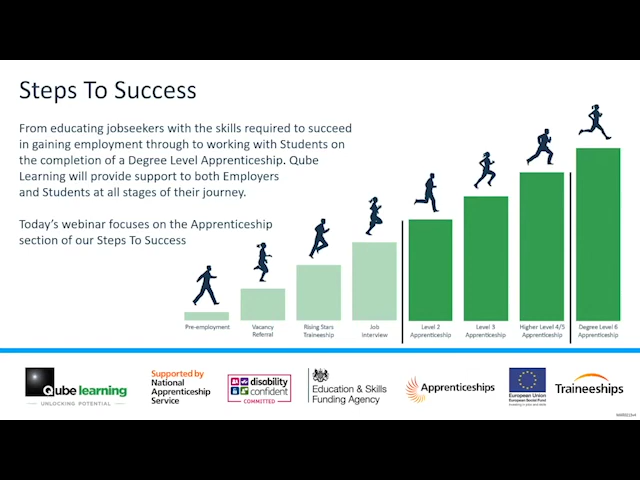 Steps To Success
From educating jobseekers with the skills required to succeed
in gaining employment through to working with Students on
the completion of a Degree Level Apprenticeship. Qube
Learning will provide support to both Employers
and Students at all stages of their journey.
Today's webinar focuses on the Apprenticeship
section of our Steps To Success
Pre-employment
Vacancy
Referral
Rising Stars
Traineeship
Job
Interview
Level 2
Apprenticeship
Level 3
Apprenticeship
Higher Level 4/5
Apprenticeship
Degree Level 6
Apprenticeship
Qube learning
UNLOCKING POTENTIAL
Supported by
National
Apprenticeship
Service
disability
confident
COMMITTED
Education & Skills
Funding Agency
Apprenticeships
European Union
European Social Fund
Traineeships